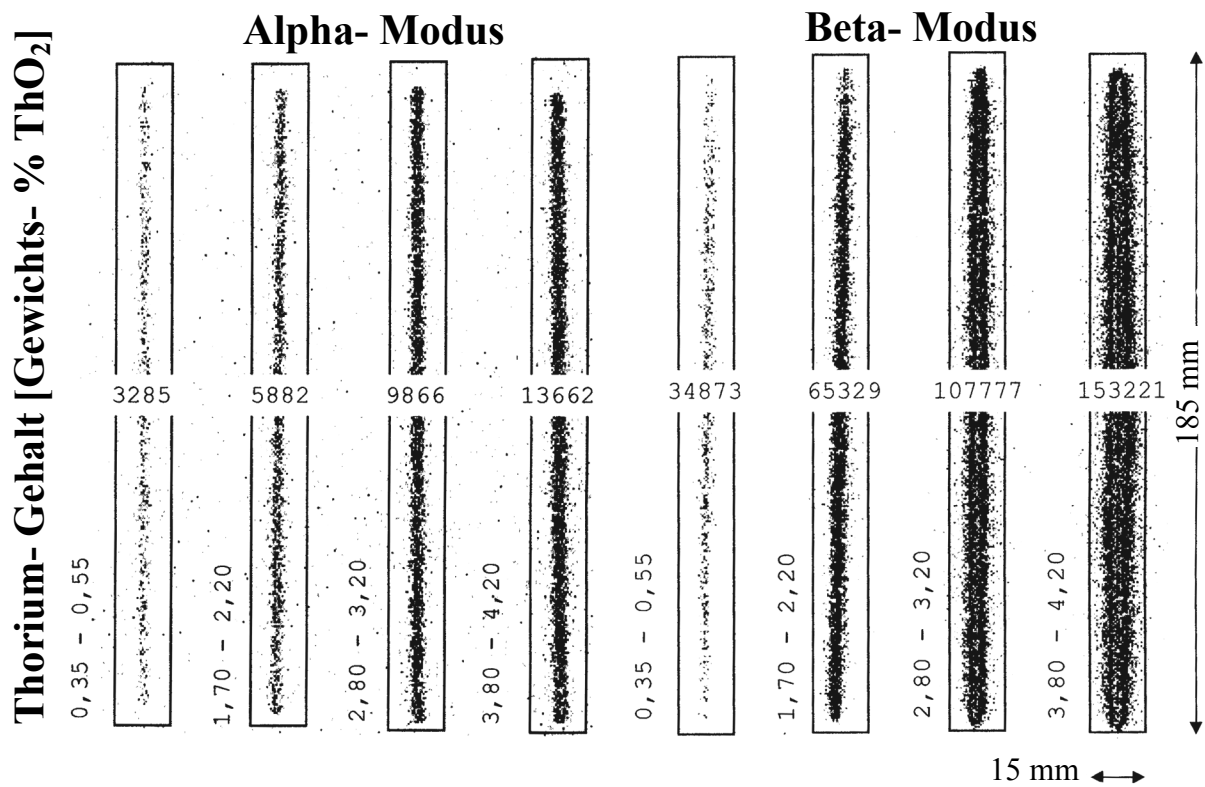 Alpha- Modus
Beta- Modus
Thorium- Gehalt [Gewichts- % ThO₂]
3285
5882
9866
13662
34873
65329
107777
153221
0,35 - 0,55
1,70 - 2,20
2,80 - 3,20
3,80 - 4,20
0,35 - 0,55
1,70 - 2,20
2,80 - 3,20
3,80 - 4,20
185 mm
15 mm